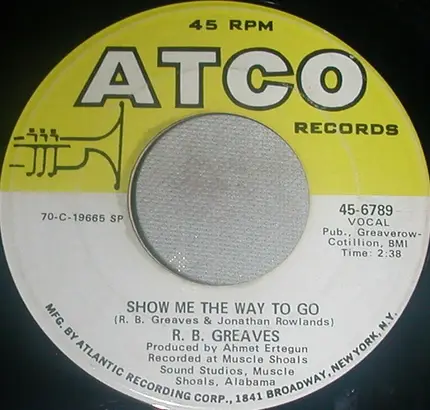 45 RPM
ATCO
RECORDS
70-C-19665 SP
45-6789
VOCAL
Pub., Greaverow-
Cotillion, BMI
Time: 2:38
SHOW ME THE WAY TO GO
(R. B. Greaves & Jonathan Rowlands)
R. B. GREAVES
Produced by Ahmet Ertegun
Recorded at Muscle Shoals
Sound Studios, Muscle
Shoals, Alabama
MFG. BY ATLANTIC RECORDING CORP., 1841 BROADWAY, NEW YORK, N.Y.